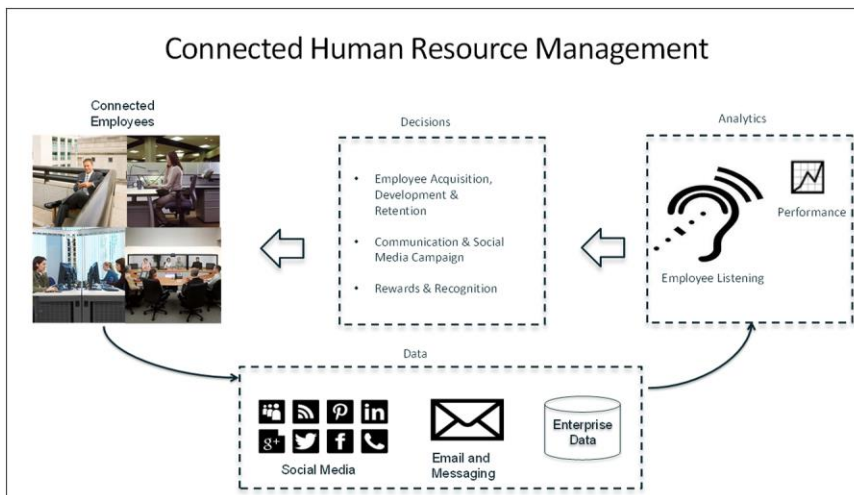 Connected Human Resource Management
Connected
Employees
Decisions
• Employee Acquisition,
Development &
Retention
• Communication & Social
Media Campaign
• Rewards & Recognition
Analytics
Performance
Employee Listening
Data
in
g+
f
Social Media
Email and
Messaging
Enterprise
Data